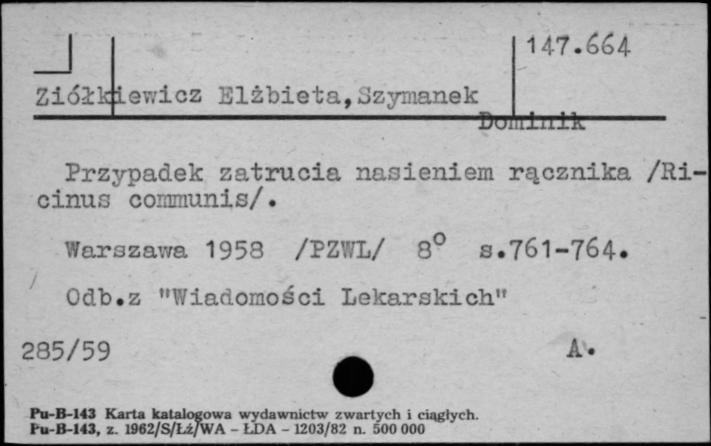 147.664
Ziółkiewicz Elżbieta,Szymanek
Dominik
Przypadek zatrucia nasieniem rącznika /Ri-
cinus communis/.
Warszawa 1958 /PZWL/ 8° s.761-764.
Odb.z "Wiadomości Lekarskich"
285/59 A.
Pu-B-143 Karta katalogowa wydawnictw zwartych i ciągłych.
Pu-B-143, z. 1962/S/Łź/WA - ŁDA - 1203/82 n. 500 000